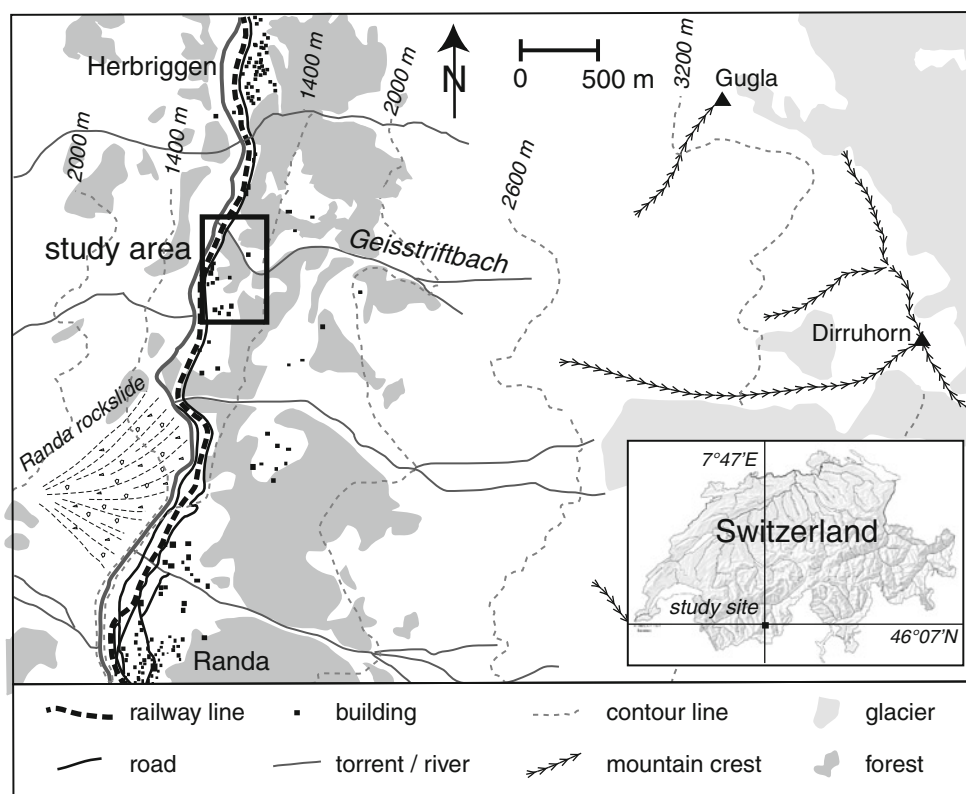 Herbriggen
1400 m
2000 m
N
0 500 m
3200 m
Gugla
2000 m
1400 m
2600 m
study area
Geisstriftbach
Dirruhorn
Randa rockslide
7°47'E
Switzerland
study site
46°07'N
Randa
railway line
building
contour line
glacier
road
torrent / river
mountain crest
forest